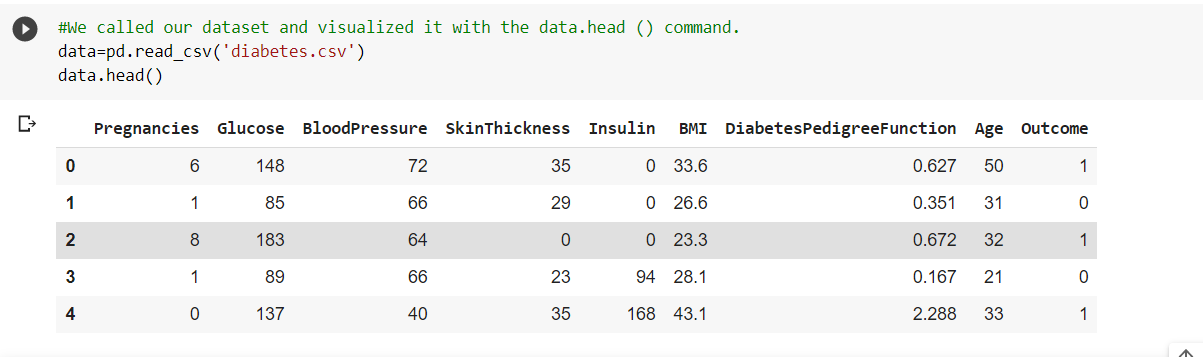 #We called our dataset and visualized it with the data.head () command.
data=pd.read_csv('diabetes.csv')
data.head()
Pregnancies Glucose BloodPressure SkinThickness Insulin BMI DiabetesPedigreeFunction Age Outcome
0 6 148 72 35 0 33.6 0.627 50 1
1 1 85 66 29 0 26.6 0.351 31 0
2 8 183 64 0 0 23.3 0.672 32 1
3 1 89 66 23 94 28.1 0.167 21 0
4 0 137 40 35 168 43.1 2.288 33 1